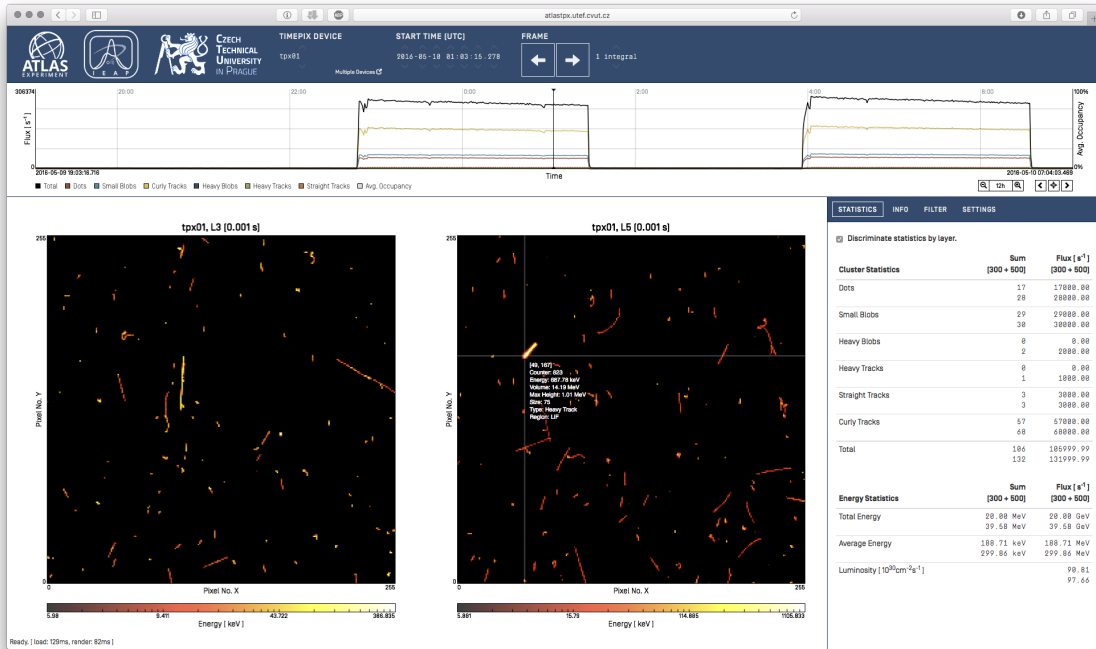 atlastpx.utef.cvut.cz
ATLAS
EXPERIMENT
I E A P
CZECH
TECHNICAL
UNIVERSITY
IN PRAGUE
TIMEPIX DEVICE
tpx01
Multiple Devices
START TIME (UTC)
2016-05-10 01:03:15.278
FRAME
1 integral
306374
20:00
22:00
0:00
2:00
4:00
6:00
100%
Flux [ s⁻¹ ]
Avg. Occupancy
0
0%
2016-05-09 19:03:16.716
Time
2016-05-10 07:04:03.469
Total Dots Small Blobs Curly Tracks Heavy Blobs Heavy Tracks Straight Tracks Avg. Occupancy
12h
tpx01, L3 [0.001 s]
255
Pixel No. Y
0
0
Pixel No. X
255
5.98
9.411
43.722
386.835
Energy [ keV ]
tpx01, L5 [0.001 s]
255
[49, 167]
Counter: 823
Energy: 687.78 keV
Volume: 14.19 MeV
Max Height: 1.01 MeV
Size: 75
Type: Heavy Track
Region: LiF
Pixel No. Y
0
0
Pixel No. X
255
5.881
15.79
114.885
1105.833
Energy [ keV ]
STATISTICS INFO FILTER SETTINGS
Discriminate statistics by layer.
Cluster Statistics Sum [300 + 500] Flux [ s⁻¹ ] [300 + 500]
Dots 17 17000.00
28 28000.00
Small Blobs 29 29000.00
30 30000.00
Heavy Blobs 0 0.00
2 2000.00
Heavy Tracks 0 0.00
1 1000.00
Straight Tracks 3 3000.00
3 3000.00
Curly Tracks 57 57000.00
68 68000.00
Total 106 105999.99
132 131999.99
Energy Statistics Sum [300 + 500] Flux [ s⁻¹ ] [300 + 500]
Total Energy 20.00 MeV 20.00 GeV
39.58 MeV 39.58 GeV
Average Energy 188.71 keV 188.71 MeV
299.86 keV 299.86 MeV
Luminosity [ 10³⁰cm⁻²s⁻¹ ] 90.81
97.66
Ready. [ load: 129ms, render: 82ms ]